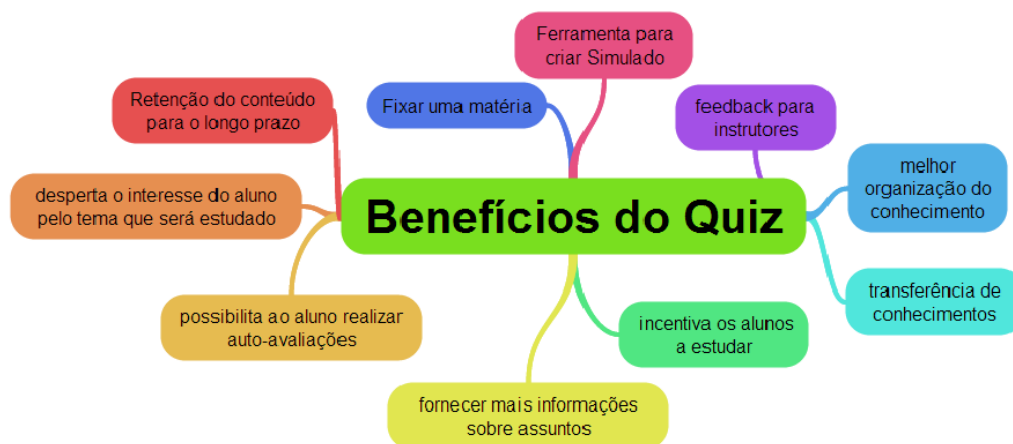 Ferramenta para
criar Simulado
Retenção do conteúdo
para o longo prazo
Fixar uma matéria
feedback para
instrutores
melhor
organização do
conhecimento
desperta o interesse do aluno
pelo tema que será estudado
Benefícios do Quiz
transferência de
conhecimentos
possibilita ao aluno realizar
auto-avaliações
incentiva os alunos
a estudar
fornecer mais informações
sobre assuntos